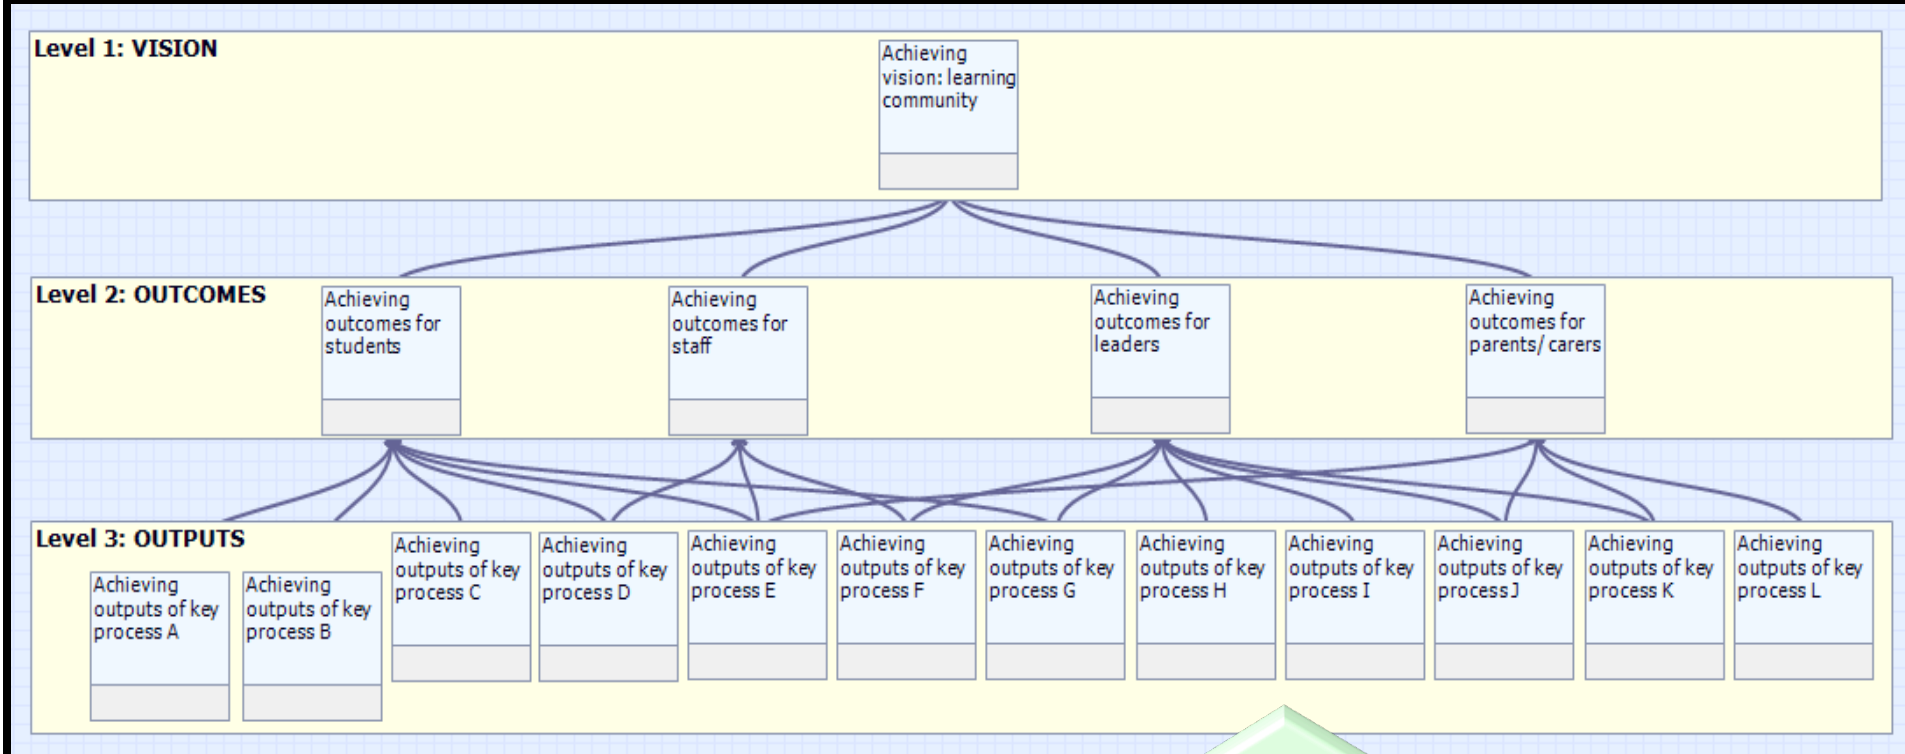 Level 1: VISION
Achieving
vision: learning
community
Level 2: OUTCOMES
Achieving
outcomes for
students
Achieving
outcomes for
staff
Achieving
outcomes for
leaders
Achieving
outcomes for
parents/ carers
Level 3: OUTPUTS
Achieving
outputs of key
process A
Achieving
outputs of key
process B
Achieving
outputs of key
process C
Achieving
outputs of key
process D
Achieving
outputs of key
process E
Achieving
outputs of key
process F
Achieving
outputs of key
process G
Achieving
outputs of key
process H
Achieving
outputs of key
process I
Achieving
outputs of key
process J
Achieving
outputs of key
process K
Achieving
outputs of key
process L